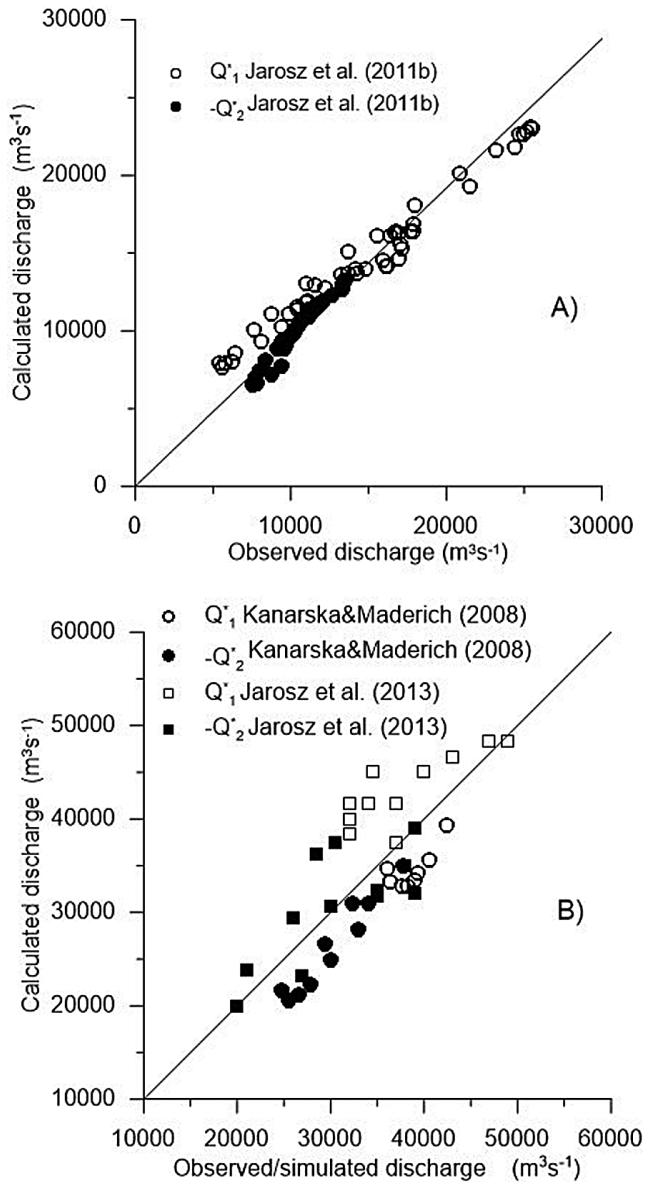 30000
Q*1 Jarosz et al. (2011b)
-Q*2 Jarosz et al. (2011b)
20000
Calculated discharge (m³s-¹)
A)
10000
0
0 10000 20000 30000
Observed discharge (m³s-¹)
Q*1 Kanarska&Maderich (2008)
60000
-Q*2 Kanarska&Maderich (2008)
Q*1 Jarosz et al. (2013)
-Q*2 Jarosz et al. (2013)
50000
40000
Calculated discharge (m³s-¹)
30000
B)
20000
10000
10000 20000 30000 40000 50000 60000
Observed/simulated discharge (m³s-¹)